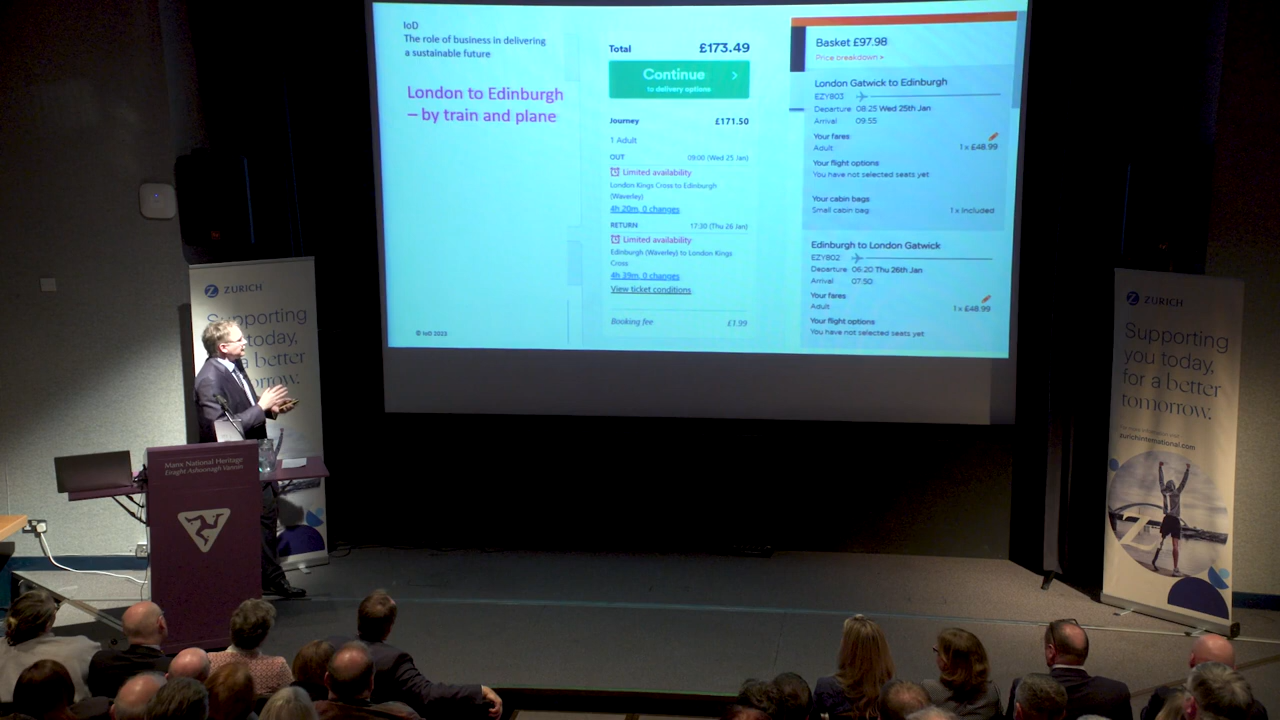 IoD
The role of business in delivering
a sustainable future
London to Edinburgh
– by train and plane
© IoD 2023
Total £173.49
Continue
to delivery options
Journey £171.50
1 Adult
OUT 09:00 (Wed 25 Jan)
Limited availability
London Kings Cross to Edinburgh
(Waverley)
4h 20m, 0 changes
RETURN 17:30 (Thu 26 Jan)
Limited availability
Edinburgh (Waverley) to London Kings
Cross
4h 39m, 0 changes
View ticket conditions
Booking fee £1.99
Basket £97.98
Price breakdown >
London Gatwick to Edinburgh
EZY803
Departure 08:25 Wed 25th Jan
Arrival 09:55
Your fares
Adult 1 x £48.99
Your flight options
You have not selected seats yet
Your cabin bags
Small cabin bag 1 x Included
Edinburgh to London Gatwick
EZY802
Departure 06:20 Thu 26th Jan
Arrival 07:50
Your fares
Adult 1 x £48.99
Your flight options
You have not selected seats yet
ZURICH
Supporting
today,
a better
Manx National Heritage
Eiraght Ashoonagh Vannin
ZURICH
Supporting
you today,
for a better
tomorrow.
zurichinternational.com